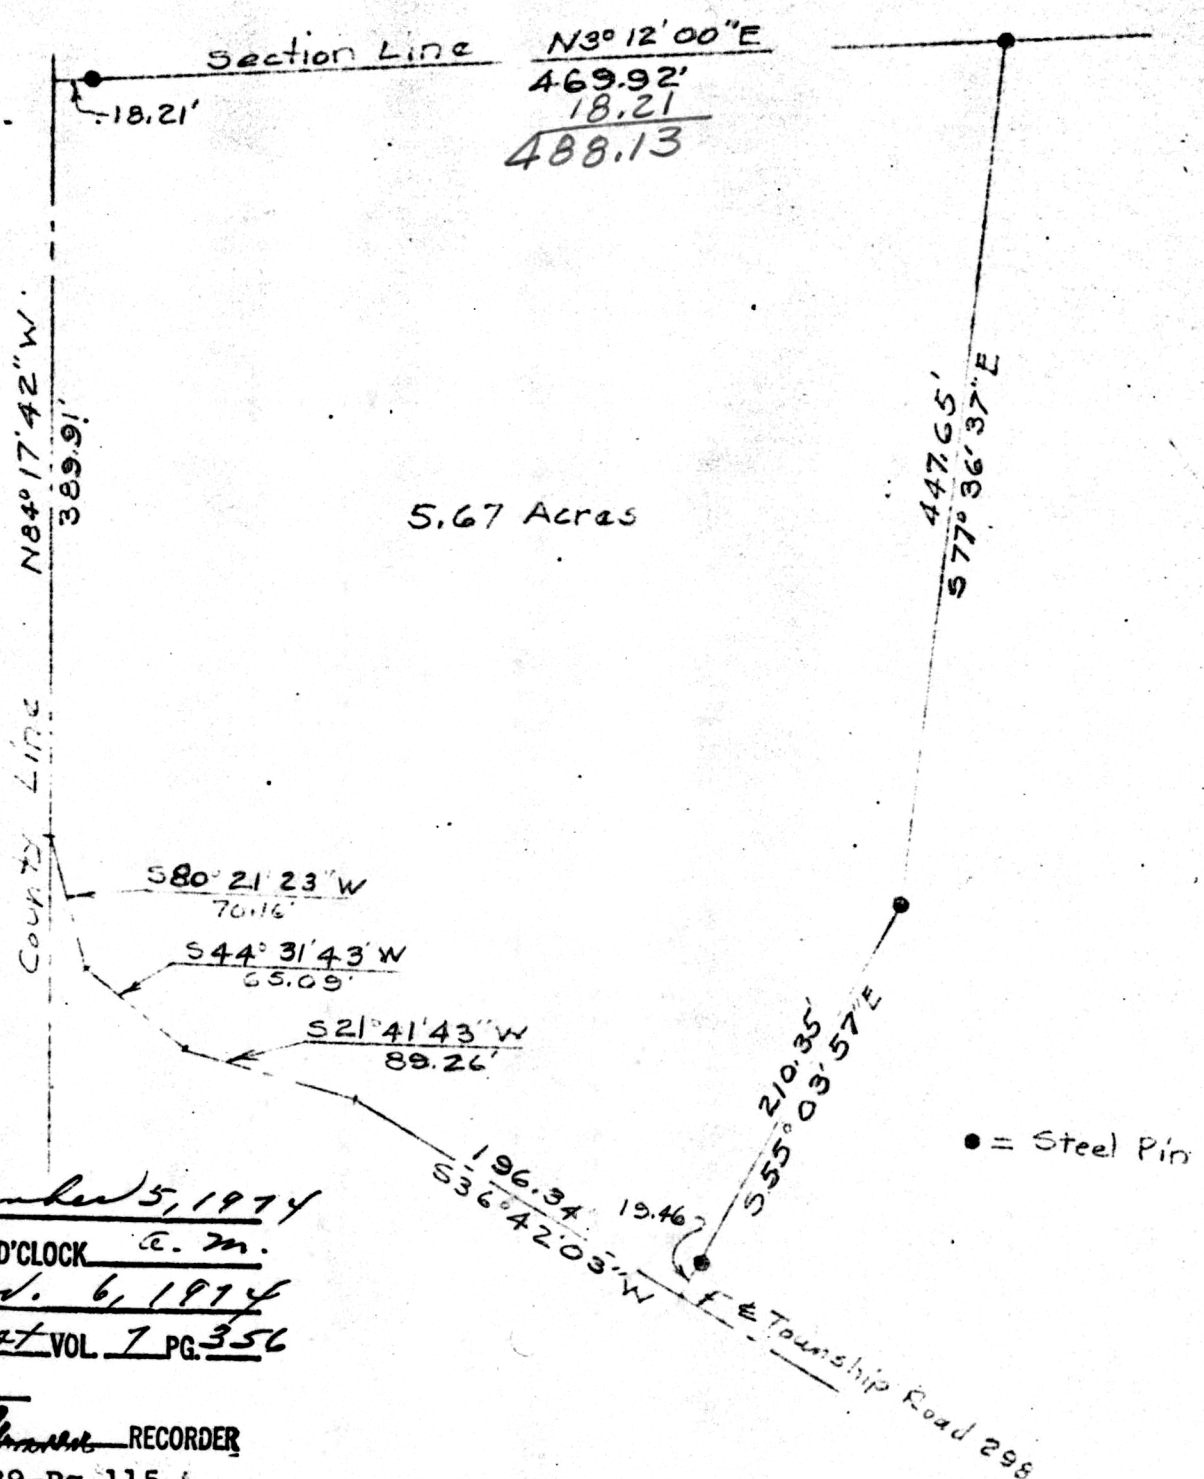 Section Line N3° 12' 00" E
469.92'
18.21
488.13
18.21'
N84° 17' 42" W.
389.91'
County Line
447.65'
S77° 36' 37" E
5.67 Acres
S80° 21' 23" W
70.16'
S44° 31' 43' W
65.09'
S21° 41' 43" W
89.26'
196.34'
S36° 42' 03" W
210.35'
S55° 03' 57" E
19.46
● = Steel Pin
Township Road 298
5, 1974
O'CLOCK a. m.
6, 1974
VOL. 7 PG. 356
RECORDER
Pg 115